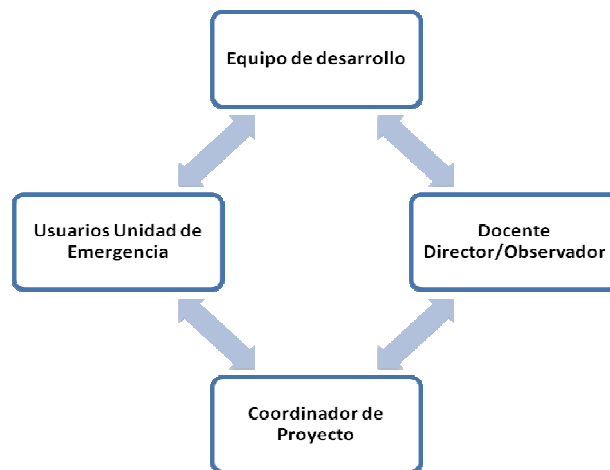 Equipo de desarrollo
Usuarios Unidad de
Emergencia
Docente
Director/Observador
Coordinador de
Proyecto